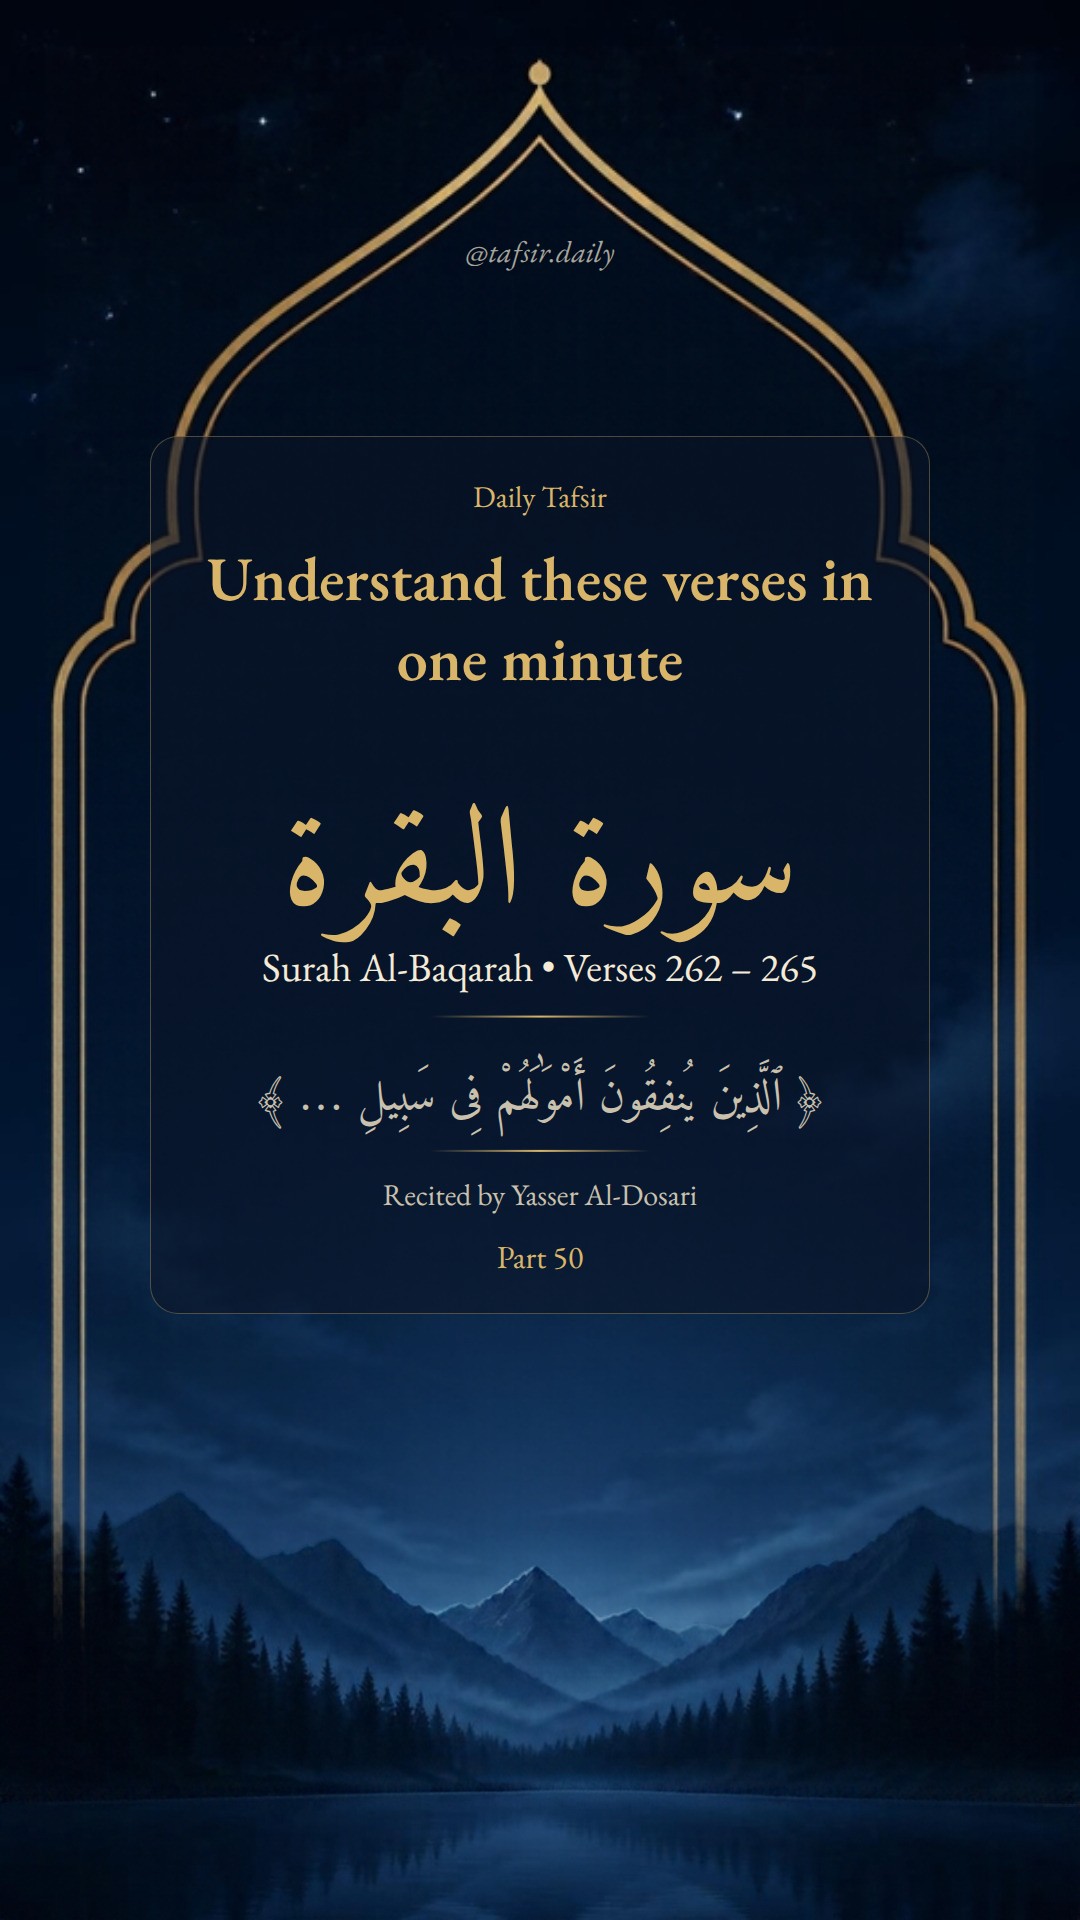 @tafsir.daily
Daily Tafsir
Understand these verses in
one minute
سورة البقرة
Surah Al-Baqarah • Verses 262 – 265
﴿ ٱلَّذِينَ يُنفِقُونَ أَمْوَٰلَهُمْ فِى سَبِيلِ ... ﴾
Recited by Yasser Al-Dosari
Part 50